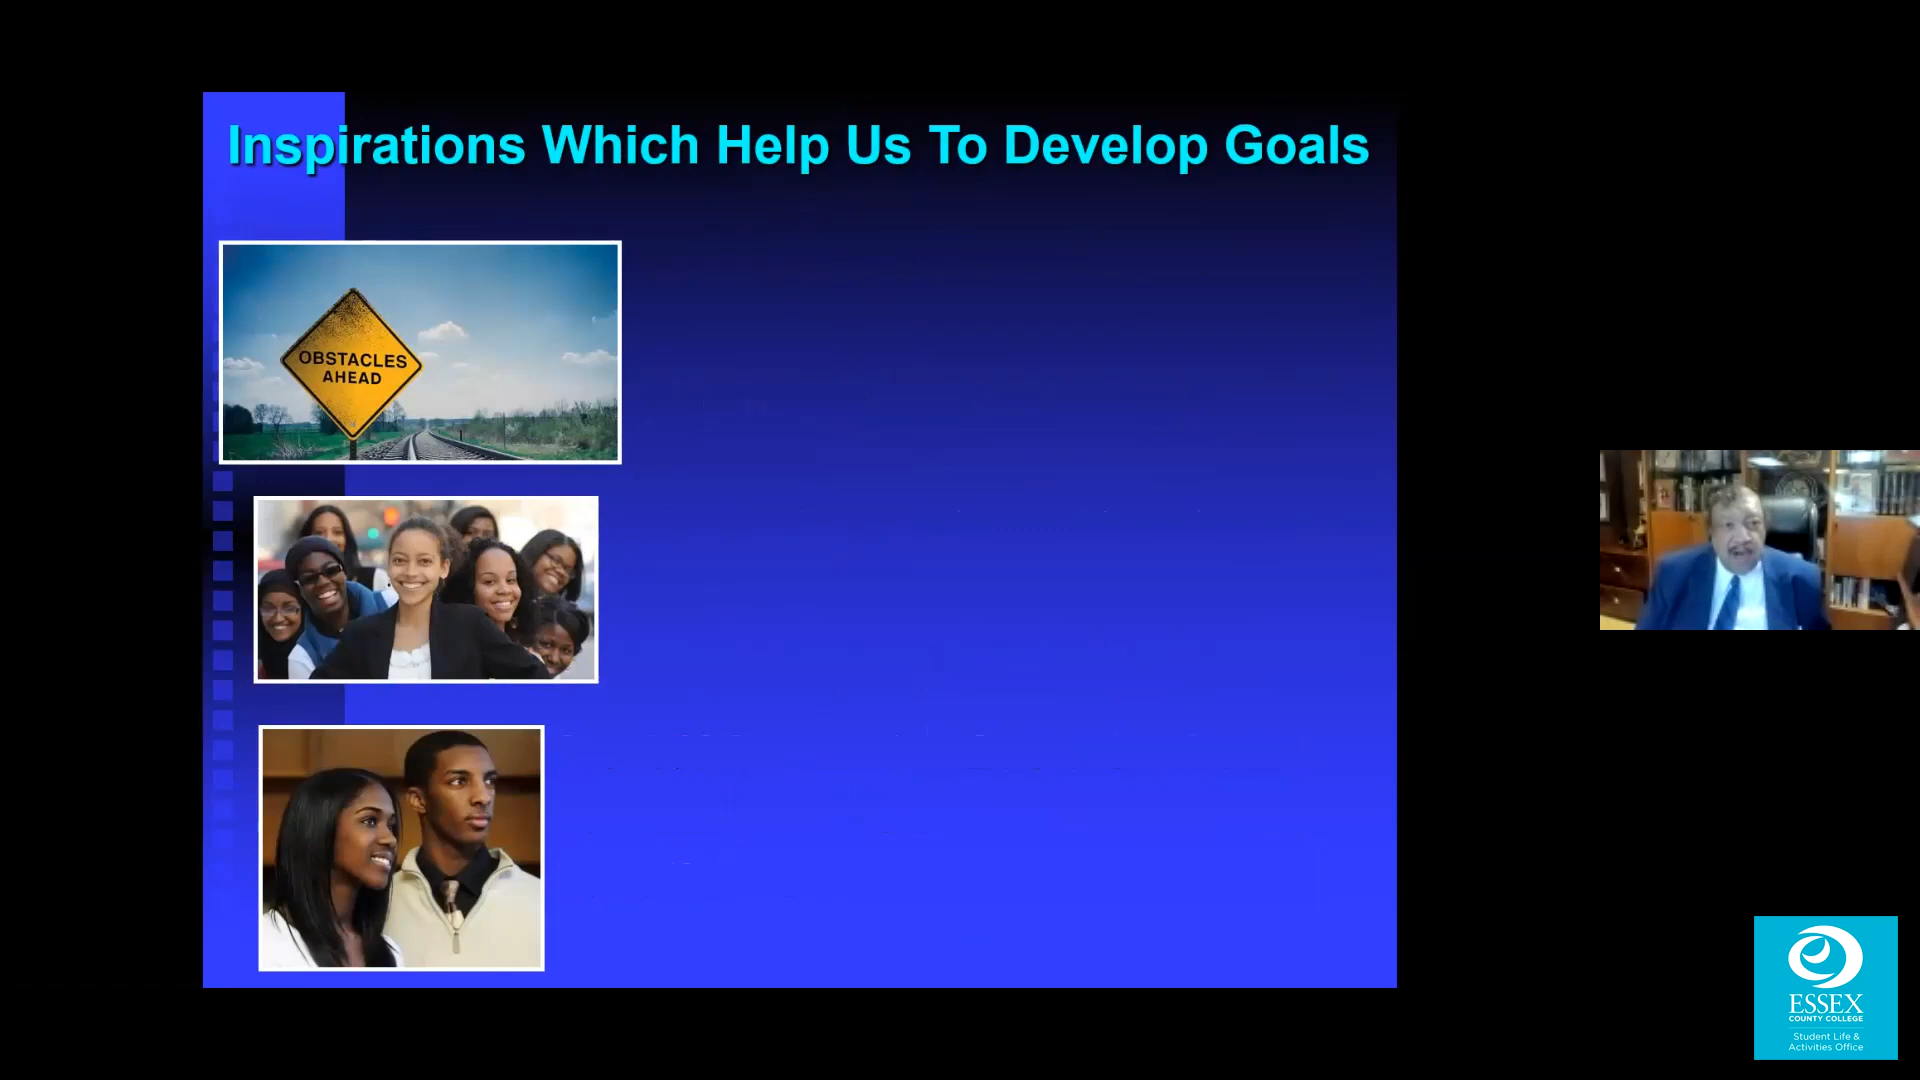 Inspirations Which Help Us To Develop Goals
OBSTACLES
AHEAD
ESSEX
COUNTY COLLEGE
Student Life &
Activities Office